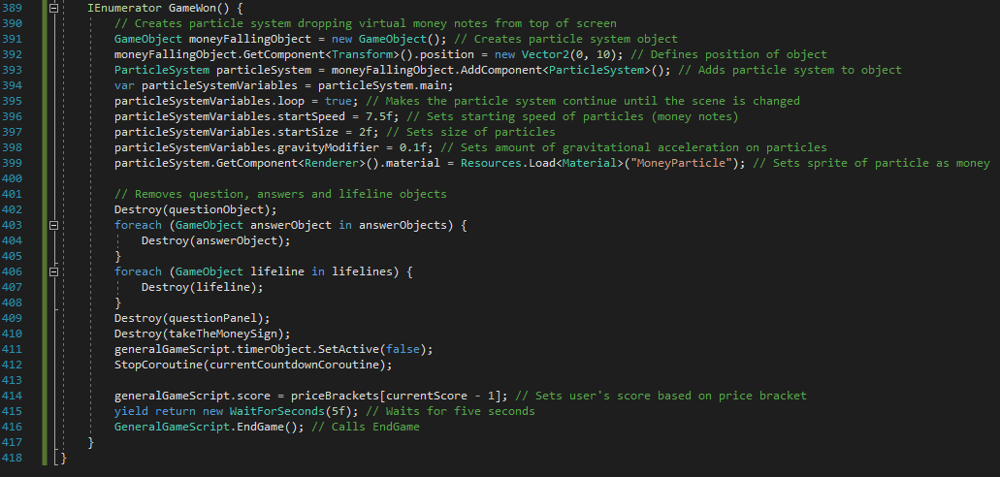 389 IEnumerator GameWon() {
390 // Creates particle system dropping virtual money notes from top of screen
391 GameObject moneyFallingObject = new GameObject(); // Creates particle system object
392 moneyFallingObject.GetComponent<Transform>().position = new Vector2(0, 10); // Defines position of object
393 ParticleSystem particleSystem = moneyFallingObject.AddComponent<ParticleSystem>(); // Adds particle system to object
394 var particleSystemVariables = particleSystem.main;
395 particleSystemVariables.loop = true; // Makes the particle system continue until the scene is changed
396 particleSystemVariables.startSpeed = 7.5f; // Sets starting speed of particles (money notes)
397 particleSystemVariables.startSize = 2f; // Sets size of particles
398 particleSystemVariables.gravityModifier = 0.1f; // Sets amount of gravitational acceleration on particles
399 particleSystem.GetComponent<Renderer>().material = Resources.Load<Material>("MoneyParticle"); // Sets sprite of particle as money
400
401 // Removes question, answers and lifeline objects
402 Destroy(questionObject);
403 foreach (GameObject answerObject in answerObjects) {
404 Destroy(answerObject);
405 }
406 foreach (GameObject lifeline in lifelines) {
407 Destroy(lifeline);
408 }
409 Destroy(questionPanel);
410 Destroy(takeTheMoneySign);
411 generalGameScript.timerObject.SetActive(false);
412 StopCoroutine(currentCountdownCoroutine);
413
414 generalGameScript.score = priceBrackets[currentScore - 1]; // Sets user's score based on price bracket
415 yield return new WaitForSeconds(5f); // Waits for five seconds
416 GeneralGameScript.EndGame(); // Calls EndGame
417 }
418 }